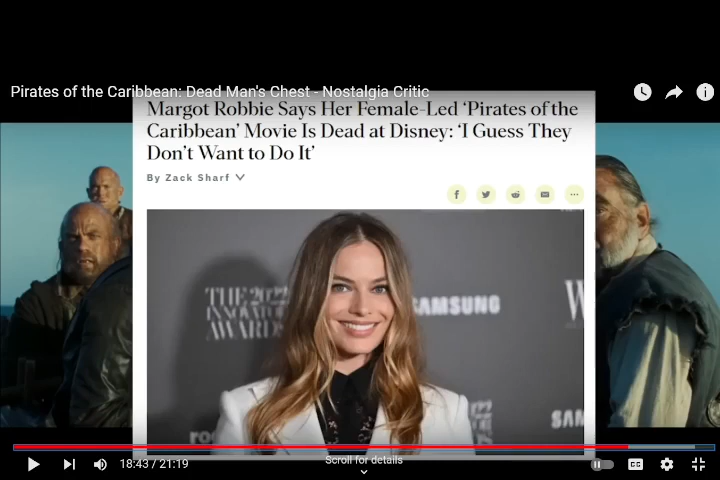 Pirates of the Caribbean: Dead Man's Chest - Nostalgia Critic
Margot Robbie Says Her Female-Led ‘Pirates of the
Caribbean’ Movie Is Dead at Disney: ‘I Guess They
Don’t Want to Do It’
By Zack Sharf
THE 2022
INNOVATOR
AWARDS
SAMSUNG
W
SAM
18:43 / 21:19
Scroll for details
CC